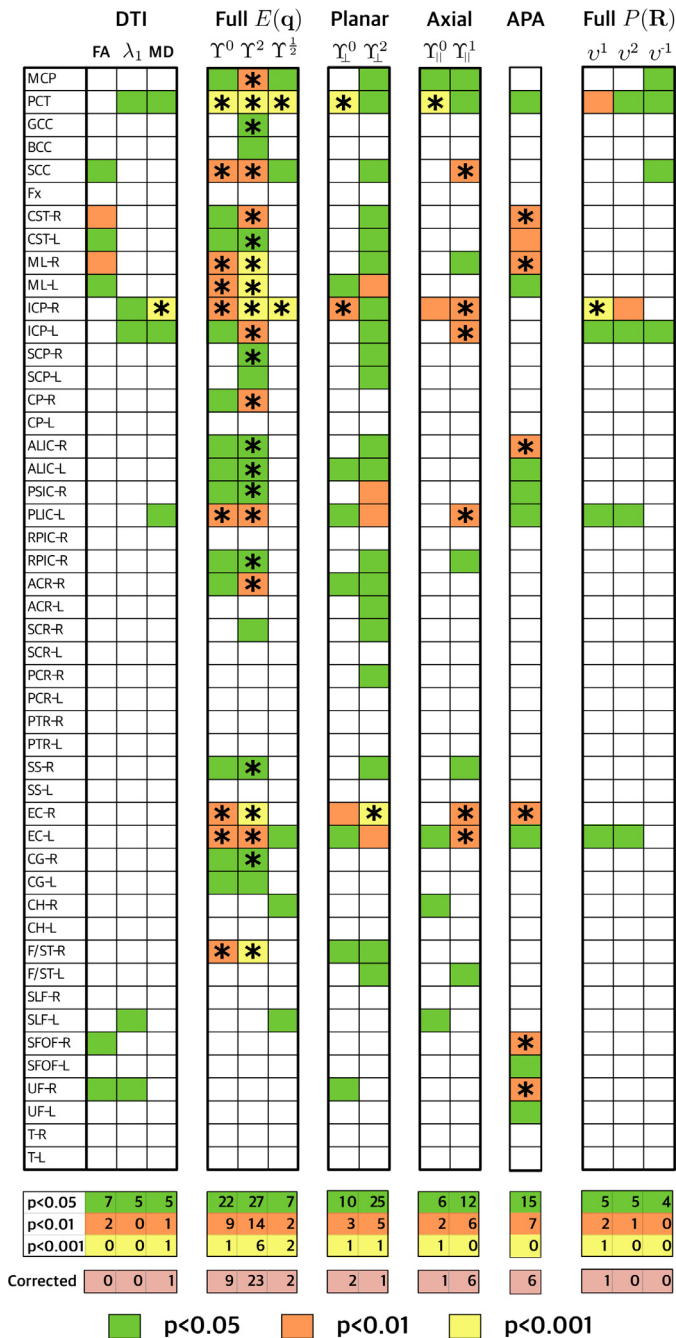 DTI Full E(q) Planar Axial APA Full P(R)
FA λ₁ MD ϒ⁰ ϒ² ϒ^½ ϒ⊥⁰ ϒ⊥² ϒ∥⁰ ϒ∥¹ υ¹ υ² υ⁻¹
MCP *
PCT * * * * *
GCC *
BCC
SCC * * *
Fx
CST-R * *
CST-L *
ML-R * * *
ML-L * *
ICP-R * * * * * * *
ICP-L * *
SCP-R *
SCP-L
CP-R *
CP-L
ALIC-R * *
ALIC-L *
PSIC-R *
PLIC-L * * *
RPIC-R
RPIC-R *
ACR-R *
ACR-L
SCR-R
SCR-L
PCR-R
PCR-L
PTR-R
PTR-L
SS-R *
SS-L
EC-R * * * * *
EC-L * * *
CG-R *
CG-L
CH-R
CH-L
F/ST-R * *
F/ST-L
SLF-R
SLF-L
SFOF-R *
SFOF-L
UF-R *
UF-L
T-R
T-L
p<0.05 7 5 5 22 27 7 10 25 6 12 15 5 5 4
p<0.01 2 0 1 9 14 2 3 5 2 6 7 2 1 0
p<0.001 0 0 1 1 6 2 1 1 1 0 0 1 0 0
Corrected 0 0 1 9 23 2 2 1 1 6 6 1 0 0
p<0.05 p<0.01 p<0.001